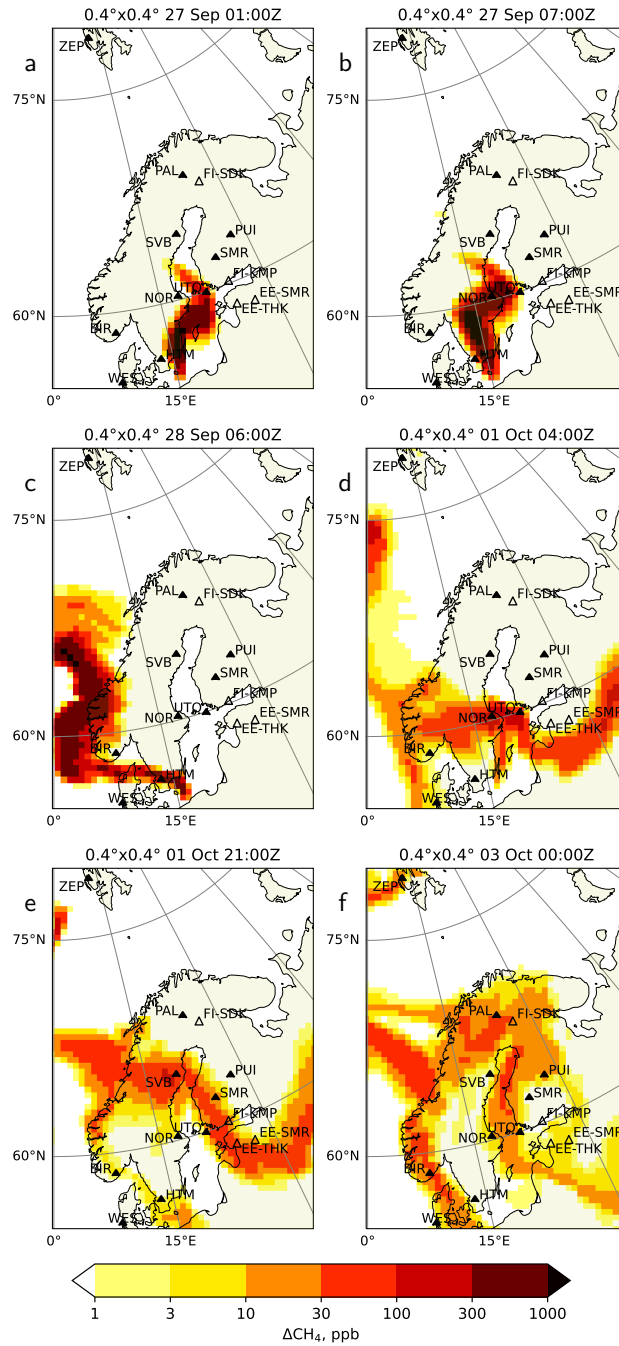 0.4°x0.4° 27 Sep 01:00Z
0.4°x0.4° 27 Sep 07:00Z
a
ZEP
75°N
PAL
FI-SDK
SVB
PUI
SMR
FI-KMP
UTO
NOR
EE-SMR
EE-THK
60°N
BIR
HTM
WES
0°
15°E
b
ZEP
75°N
PAL
FI-SDK
SVB
PUI
SMR
FI-KMP
UTO
NOR
EE-SMR
EE-THK
60°N
BIR
HTM
WES
0°
15°E
0.4°x0.4° 28 Sep 06:00Z
0.4°x0.4° 01 Oct 04:00Z
c
ZEP
75°N
PAL
FI-SDK
SVB
PUI
SMR
FI-KMP
UTO
NOR
EE-SMR
EE-THK
60°N
BIR
HTM
WES
0°
15°E
d
ZEP
75°N
PAL
FI-SDK
SVB
PUI
SMR
FI-KMP
UTO
NOR
EE-SMR
EE-THK
60°N
BIR
HTM
WES
0°
15°E
0.4°x0.4° 01 Oct 21:00Z
0.4°x0.4° 03 Oct 00:00Z
e
ZEP
75°N
PAL
FI-SDK
SVB
PUI
SMR
FI-KMP
UTO
NOR
EE-SMR
EE-THK
60°N
BIR
HTM
WES
0°
15°E
f
ZEP
75°N
PAL
FI-SDK
SVB
PUI
SMR
FI-KMP
UTO
NOR
EE-SMR
EE-THK
60°N
BIR
HTM
WES
0°
15°E
1 3 10 30 100 300 1000
ΔCH₄, ppb